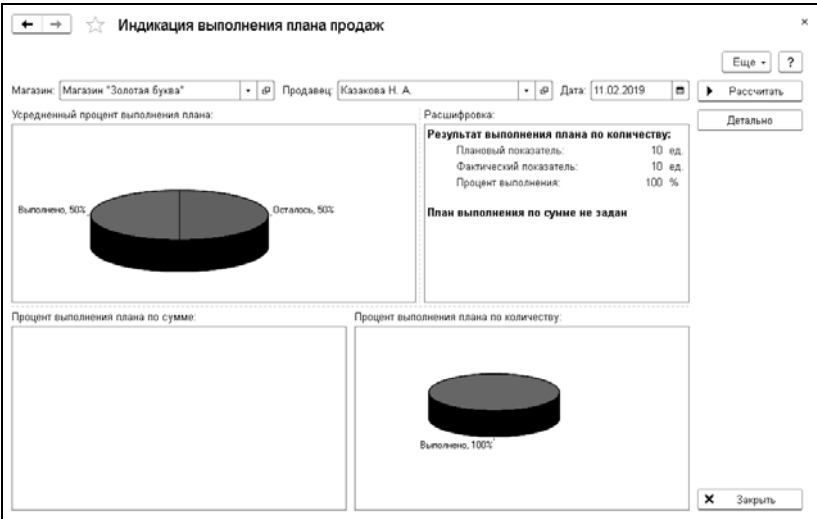 Индикация выполнения плана продаж
Еще
?
Магазин: Магазин "Золотая буква" Продавец: Казакова Н. А. Дата: 11.02.2019 Рассчитать
Детально
Усредненный процент выполнения плана:
Выполнено, 50%
Осталось, 50%
Расшифровка:
Результат выполнения плана по количеству:
Плановый показатель: 10 ед.
Фактический показатель: 10 ед.
Процент выполнения: 100 %
План выполнения по сумме не задан
Процент выполнения плана по сумме:
Процент выполнения плана по количеству:
Выполнено, 100%
Закрыть